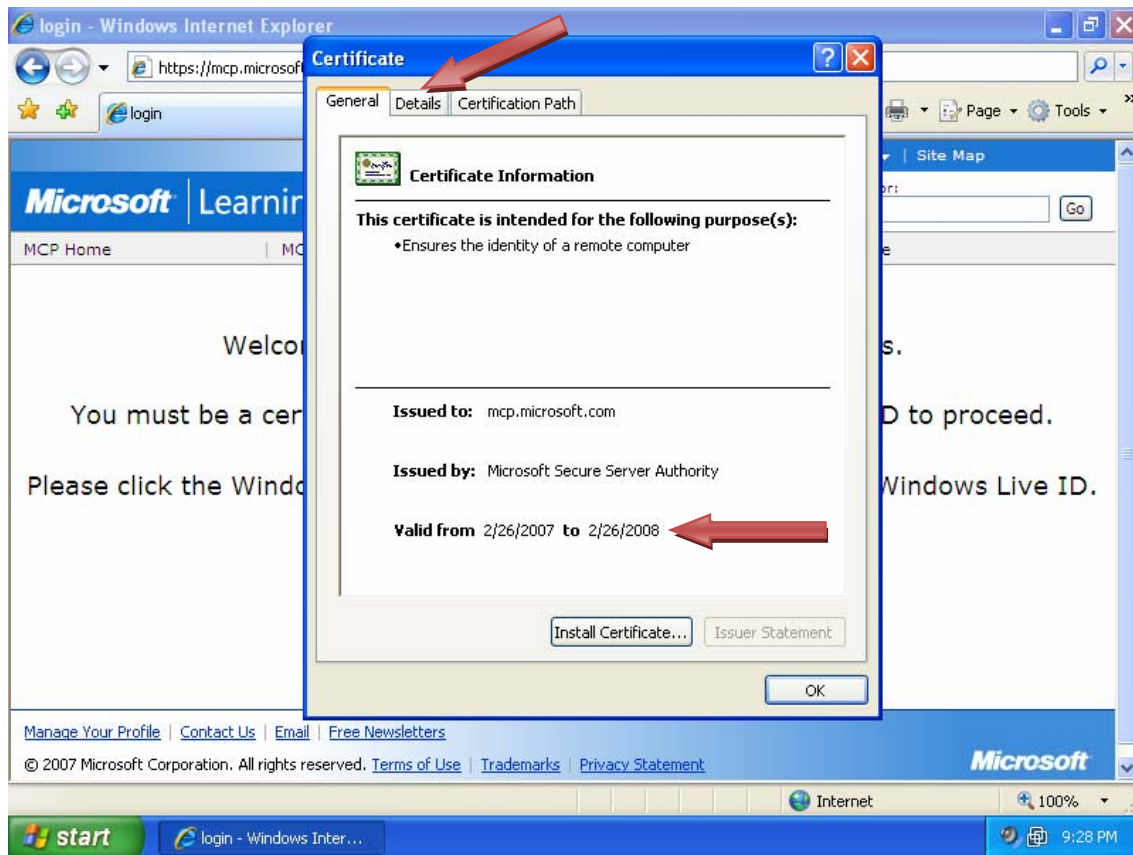 login - Windows Internet Explorer
https://mcp.microsoft
login
Page
Tools
»
Certificate
General
Details
Certification Path
Certificate Information
This certificate is intended for the following purpose(s):
•Ensures the identity of a remote computer
Issued to: mcp.microsoft.com
Issued by: Microsoft Secure Server Authority
Valid from 2/26/2007 to 2/26/2008
Install Certificate...
Issuer Statement
OK
| Site Map
Microsoft | Learnin
or:
Go
MCP Home | MC
e
Welco s.
You must be a cer D to proceed.
Please click the Windo Windows Live ID.
Manage Your Profile | Contact Us | Email | Free Newsletters
© 2007 Microsoft Corporation. All rights reserved. Terms of Use | Trademarks | Privacy Statement
Microsoft
Internet
100%
start
login - Windows Inter...
9:28 PM